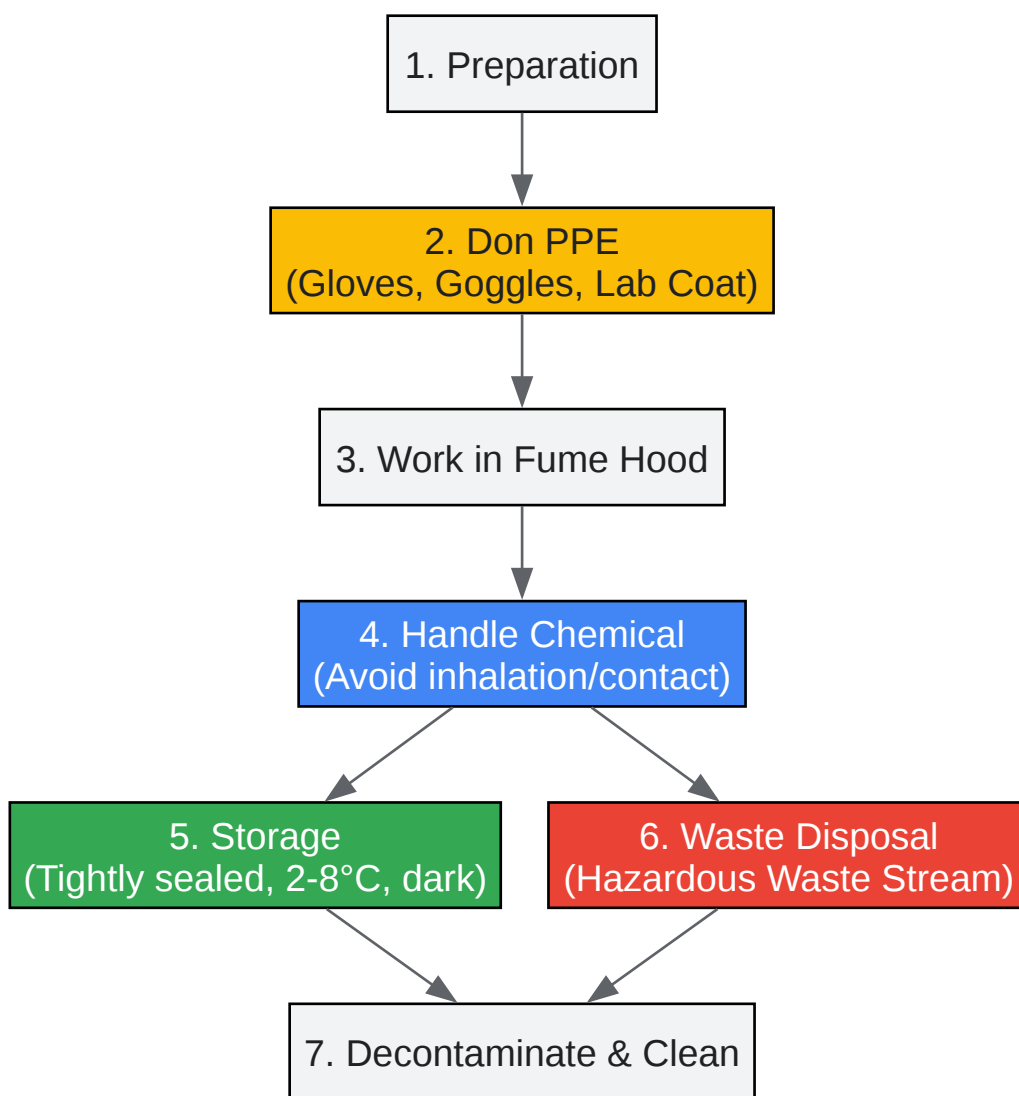 1. Preparation
2. Don PPE
(Gloves, Goggles, Lab Coat)
3. Work in Fume Hood
4. Handle Chemical
(Avoid inhalation/contact)
5. Storage
(Tightly sealed, 2-8°C, dark)
6. Waste Disposal
(Hazardous Waste Stream)
7. Decontaminate & Clean